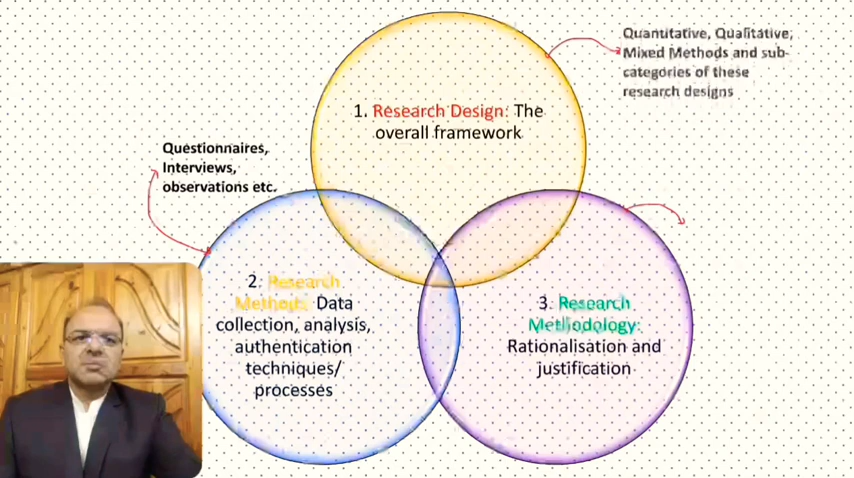 Quantitative, Qualitative,
Mixed Methods and sub-
categories of these
research designs
1. Research Design: The
overall framework
Questionnaires,
Interviews,
observations etc.
2. Research
Methods: Data
collection, analysis,
authentication
techniques/
processes
3. Research
Methodology:
Rationalisation and
justification